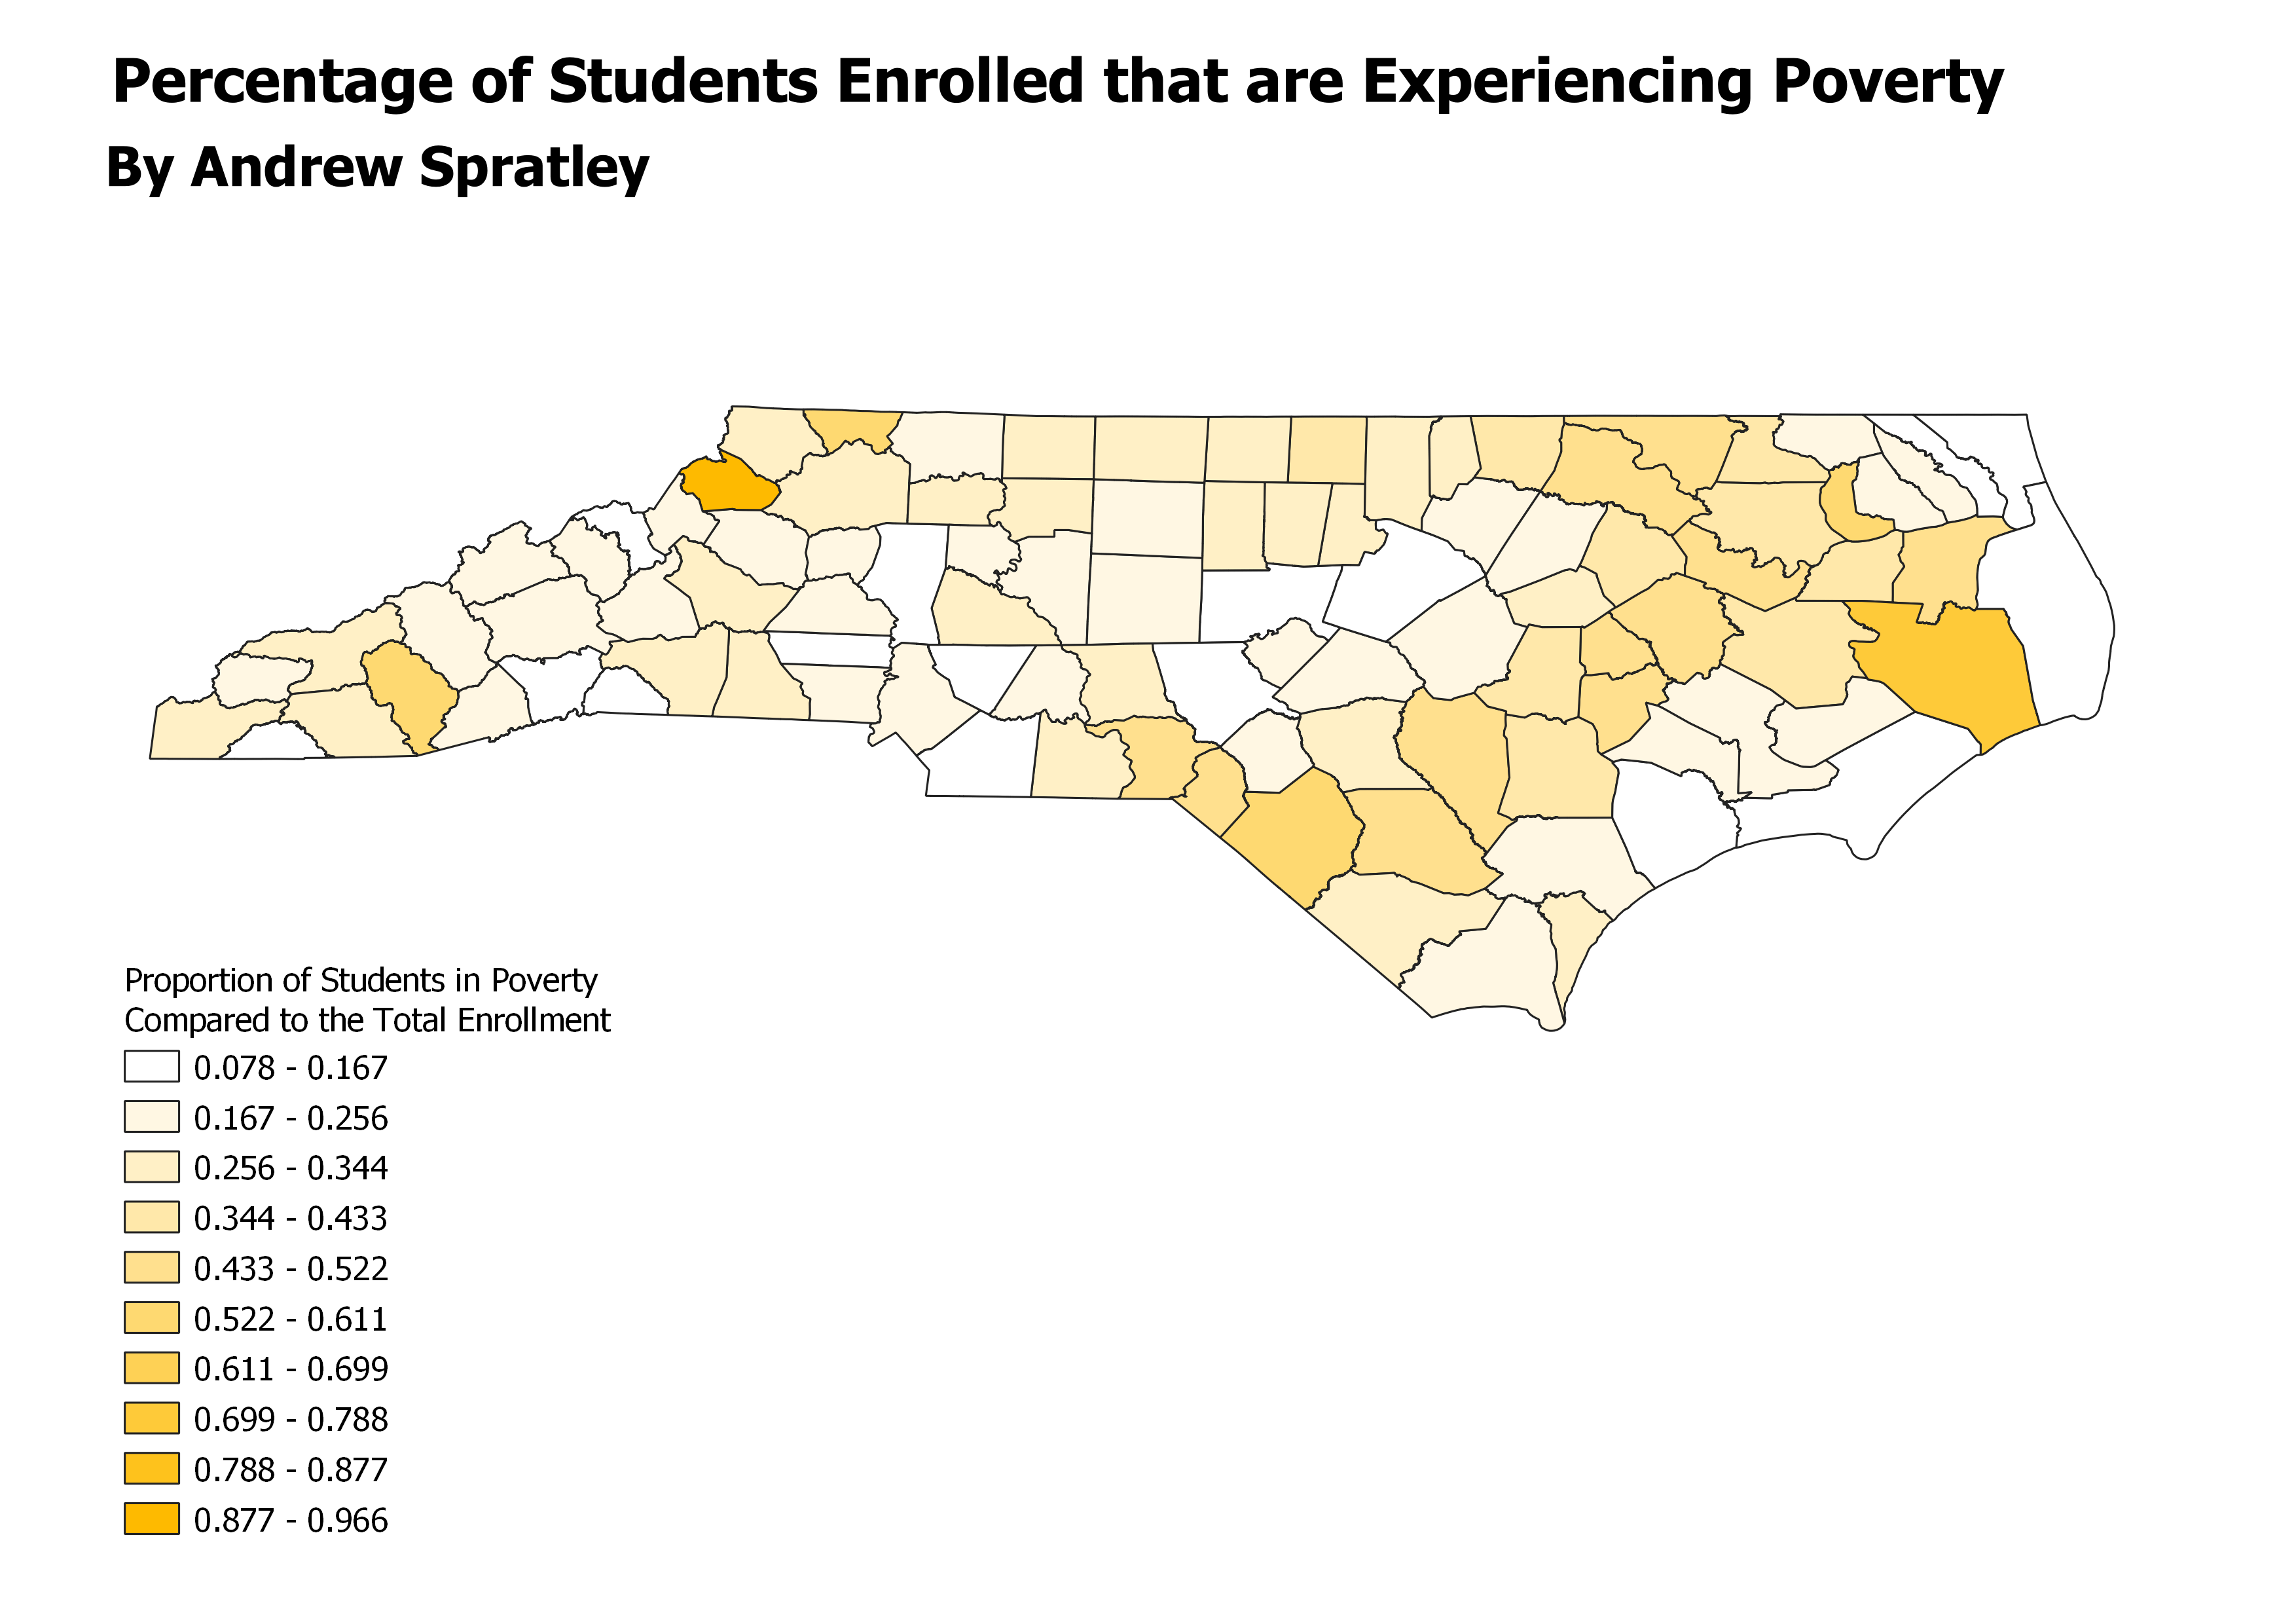 Percentage of Students Enrolled that are Experiencing Poverty
By Andrew Spratley
Proportion of Students in Poverty
Compared to the Total Enrollment
0.078 - 0.167
0.167 - 0.256
0.256 - 0.344
0.344 - 0.433
0.433 - 0.522
0.522 - 0.611
0.611 - 0.699
0.699 - 0.788
0.788 - 0.877
0.877 - 0.966